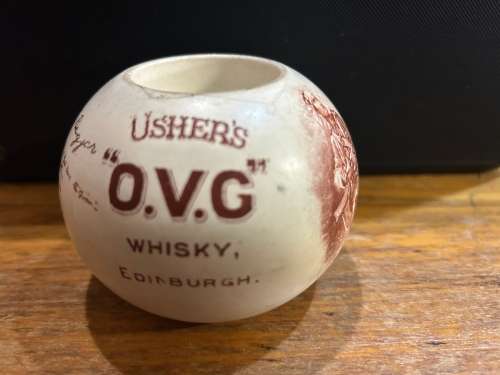 USHER'S
"O.V.G"
WHISKY,
EDINBURGH.